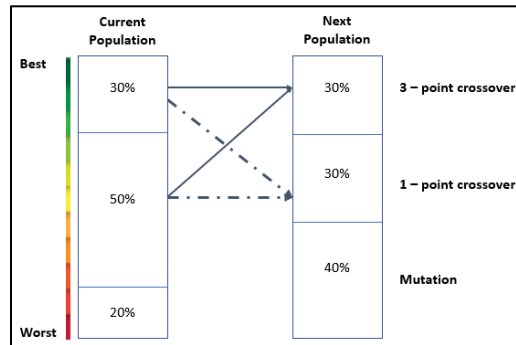 Current
Population
Next
Population
Best
30%
30%
3 – point crossover
30%
1 – point crossover
50%
40%
Mutation
20%
Worst